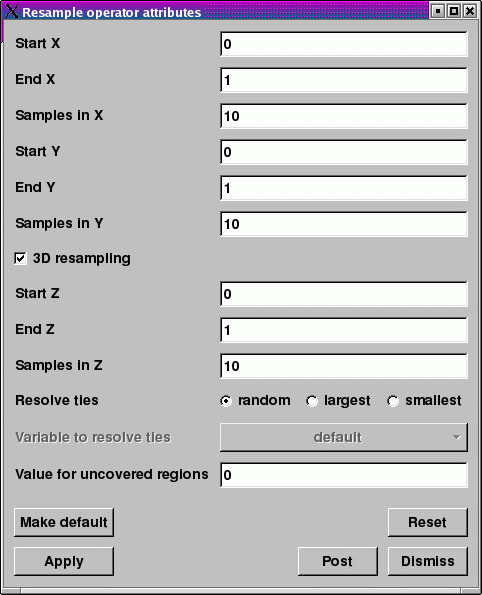 Resample operator attributes
Start X 0
End X 1
Samples in X 10
Start Y 0
End Y 1
Samples in Y 10
3D resampling
Start Z 0
End Z 1
Samples in Z 10
Resolve ties random largest smallest
Variable to resolve ties default
Value for uncovered regions 0
Make default Reset
Apply Post Dismiss